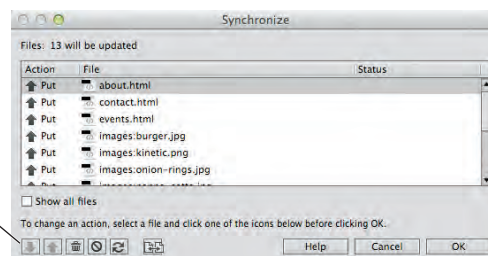 Synchronize
Files: 13 will be updated
Action File Status
Put about.html
Put contact.html
Put events.html
Put images:burger.jpg
Put images:kinetic.png
Put images:onion-rings.jpg
Put
Show all files
To change an action, select a file and click one of the icons below before clicking OK.
Help Cancel OK